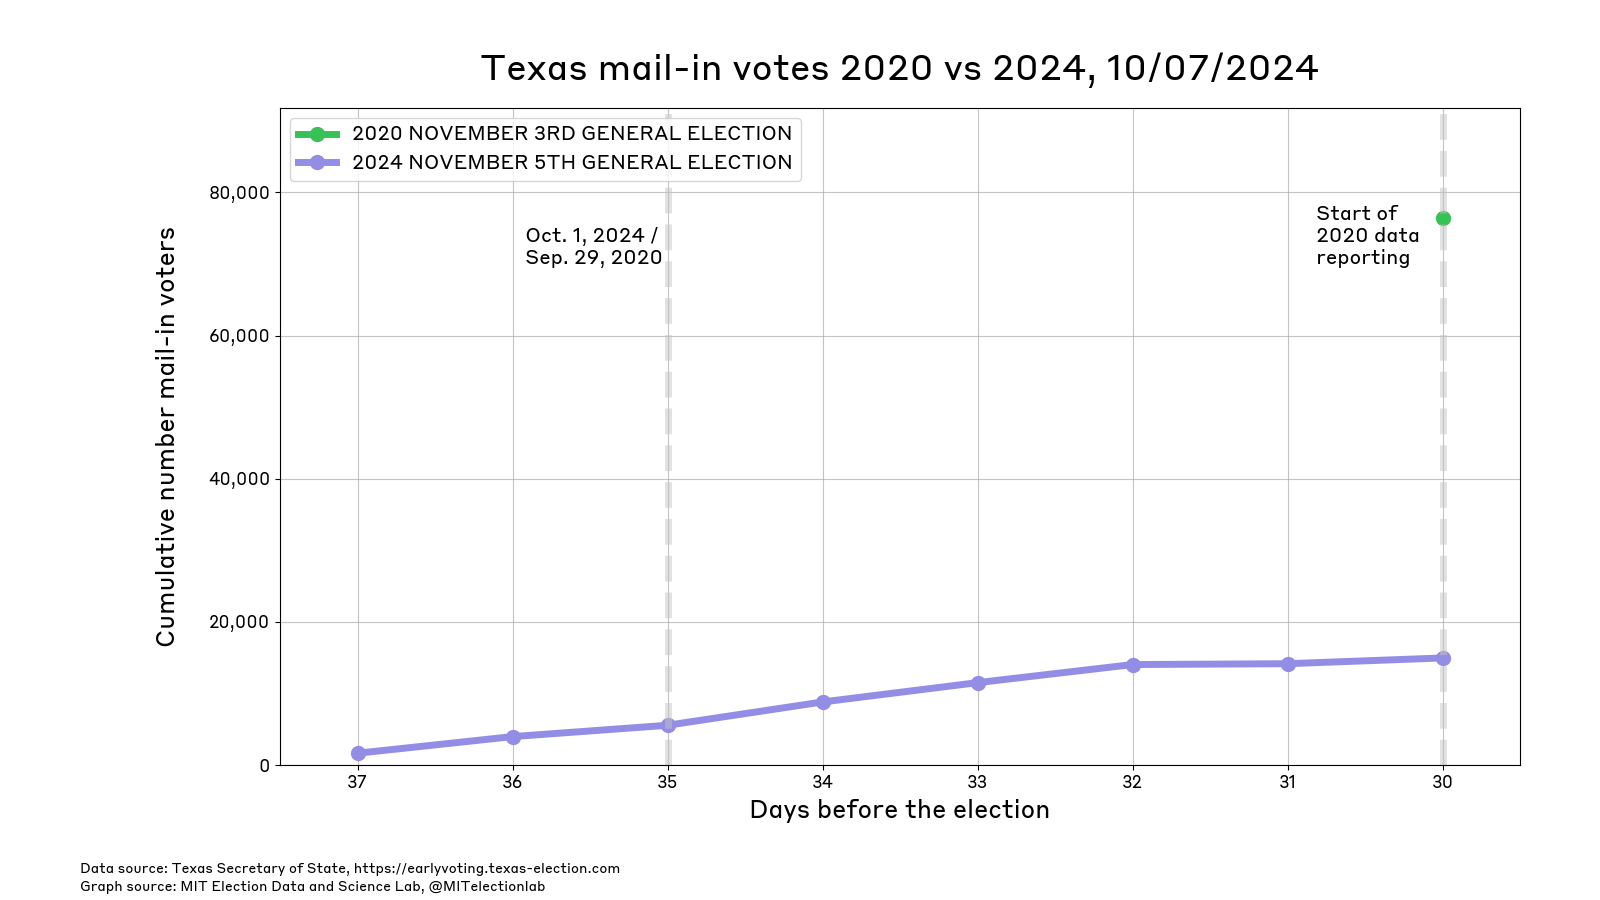 Texas mail-in votes 2020 vs 2024, 10/07/2024
2020 NOVEMBER 3RD GENERAL ELECTION
2024 NOVEMBER 5TH GENERAL ELECTION
Cumulative number mail-in voters
80,000
60,000
40,000
20,000
0
Oct. 1, 2024 /
Sep. 29, 2020
Start of
2020 data
reporting
37 36 35 34 33 32 31 30
Days before the election
Data source: Texas Secretary of State, https://earlyvoting.texas-election.com
Graph source: MIT Election Data and Science Lab, @MITelectionlab